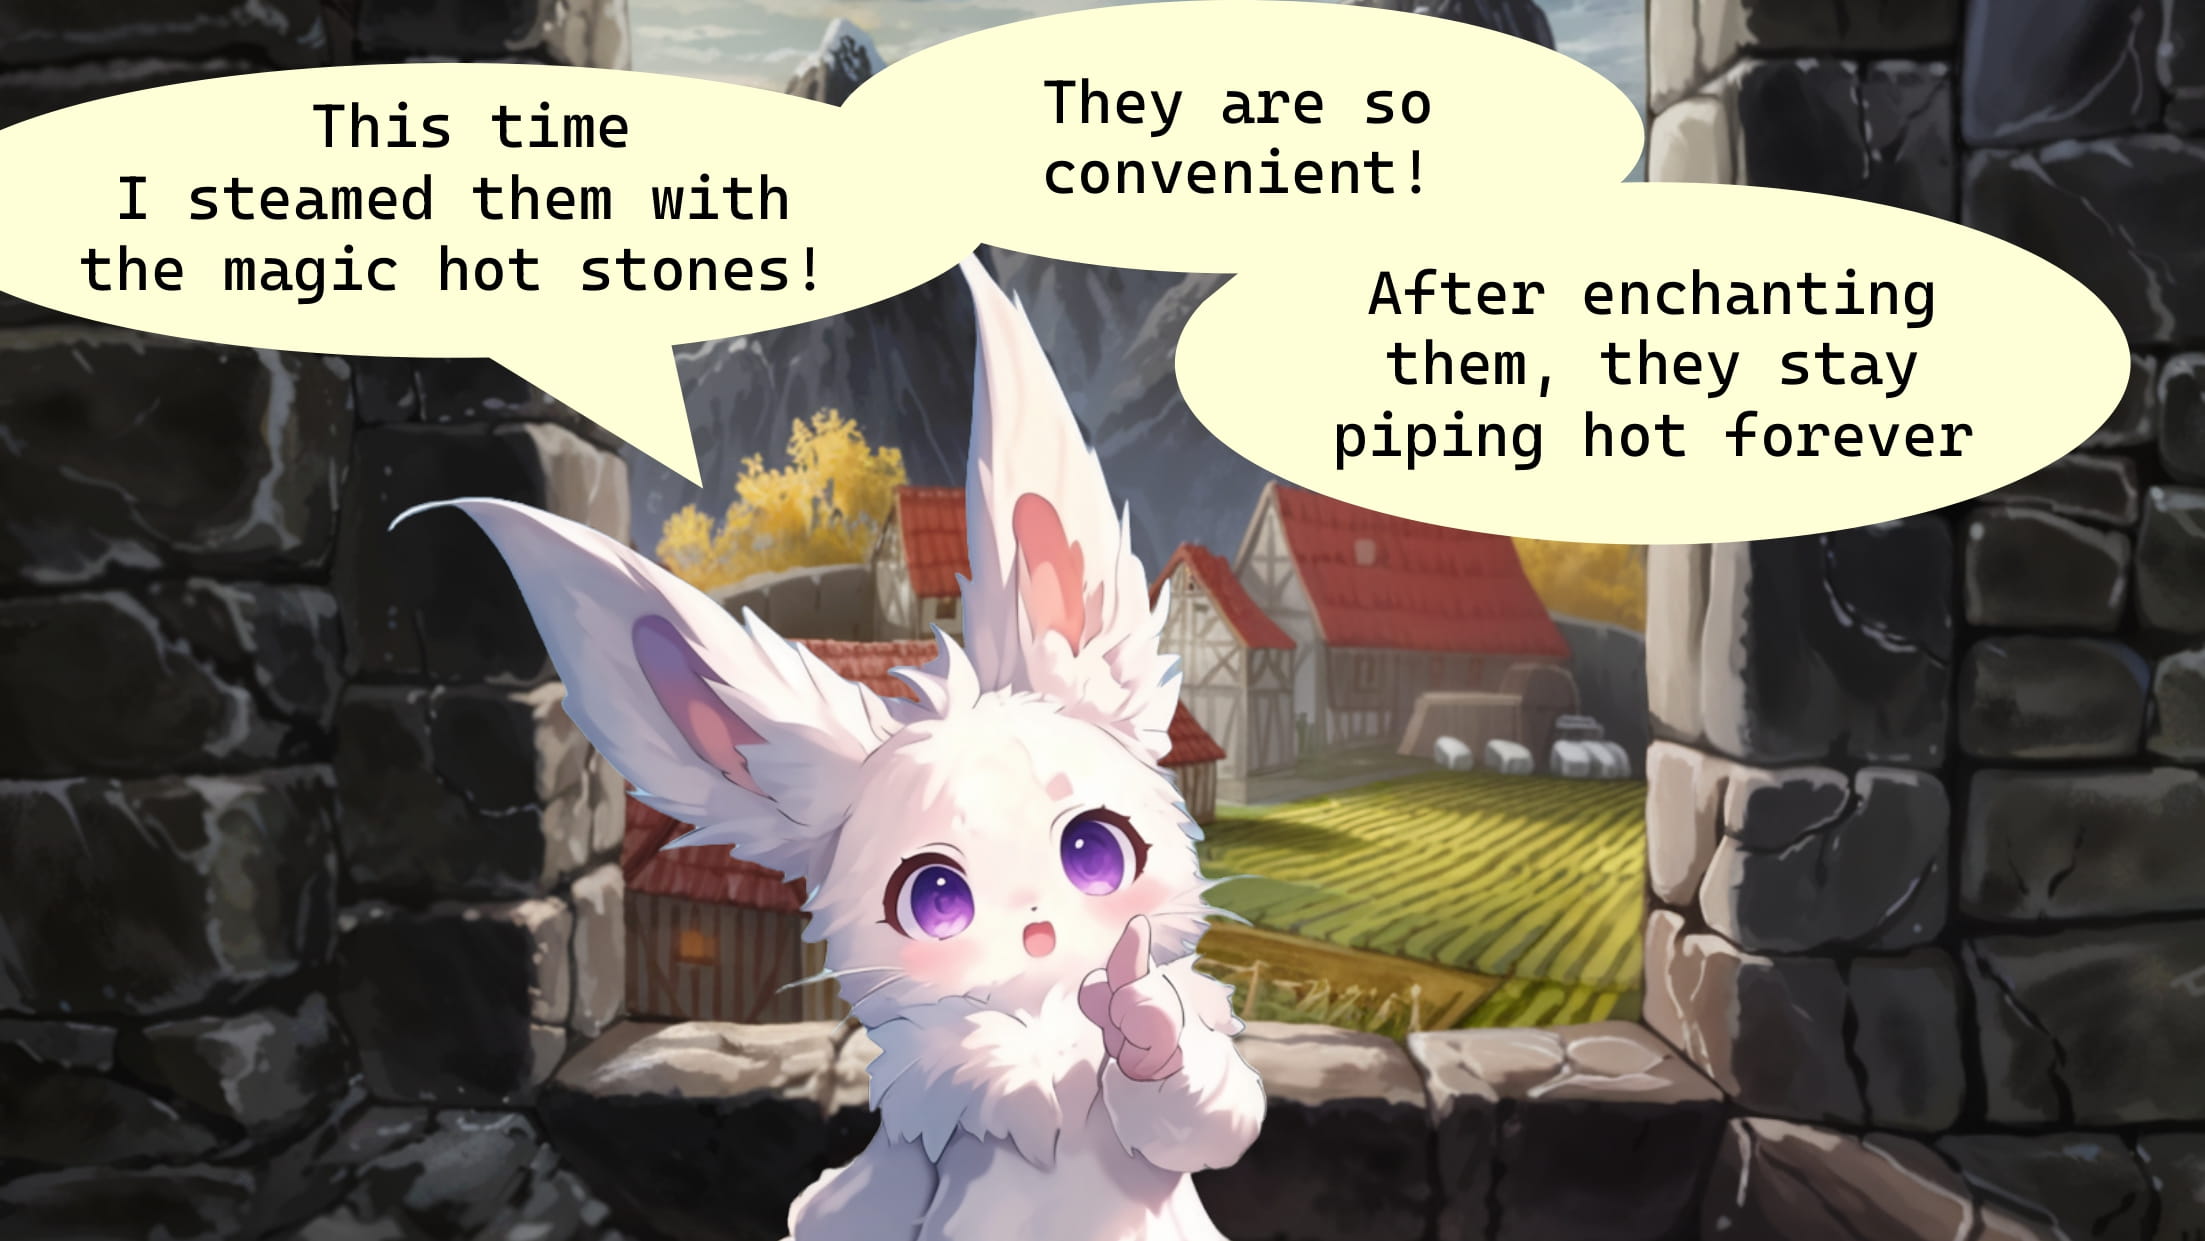 This time
I steamed them with
the magic hot stones!
They are so
convenient!
After enchanting
them, they stay
piping hot forever